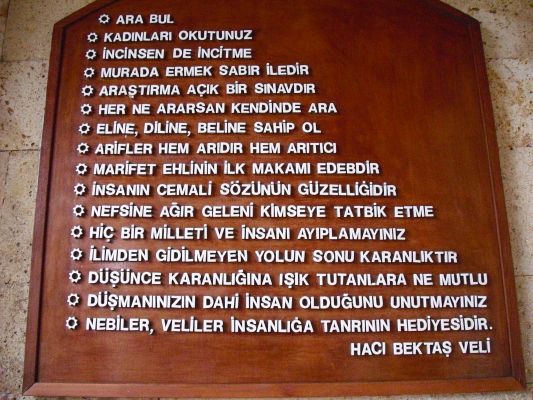 ARA BUL
KADINLARI OKUTUNUZ
İNCİNSEN DE İNCİTME
MURADA ERMEK SABIR İLEDİR
ARAŞTIRMA AÇIK BİR SINAVDIR
HER NE ARARSAN KENDİNDE ARA
ELİNE, DİLİNE, BELİNE SAHİP OL
ARİFLER HEM ARIDIR HEM ARITICI
MARİFET EHLİNİN İLK MAKAMI EDEBDİR
İNSANIN CEMALİ SÖZÜNÜN GÜZELLİĞİDİR
NEFSİNE AĞIR GELENİ KİMSEYE TATBİK ETME
HİÇ BİR MİLLETİ VE İNSANI AYIPLAMAYINIZ
İLİMDEN GİDİLMEYEN YOLUN SONU KARANLIKTIR
DÜŞÜNCE KARANLIĞINA IŞIK TUTANLARA NE MUTLU
DÜŞMANINIZIN DAHİ İNSAN OLDUĞUNU UNUTMAYINIZ
NEBİLER, VELİLER İNSANLIĞA TANRININ HEDİYESİDİR.
HACI BEKTAŞ VELİ